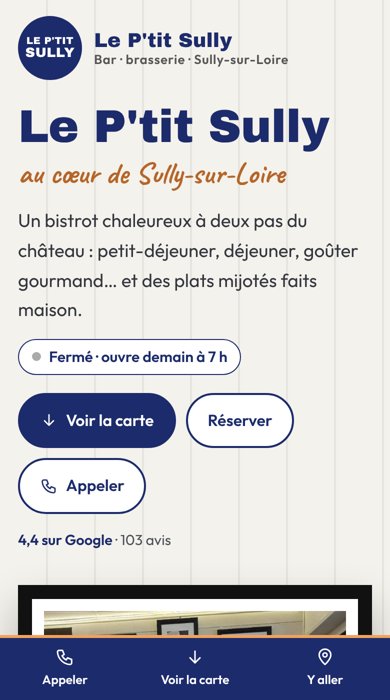 LE P'TIT
SULLY
Le P'tit Sully
Bar · brasserie · Sully-sur-Loire
Le P'tit Sully
au cœur de Sully-sur-Loire
Un bistrot chaleureux à deux pas du
château : petit-déjeuner, déjeuner, goûter
gourmand… et des plats mijotés faits
maison.
Fermé · ouvre demain à 7 h
Voir la carte
Réserver
Appeler
4,4 sur Google · 103 avis
Appeler
Voir la carte
Y aller